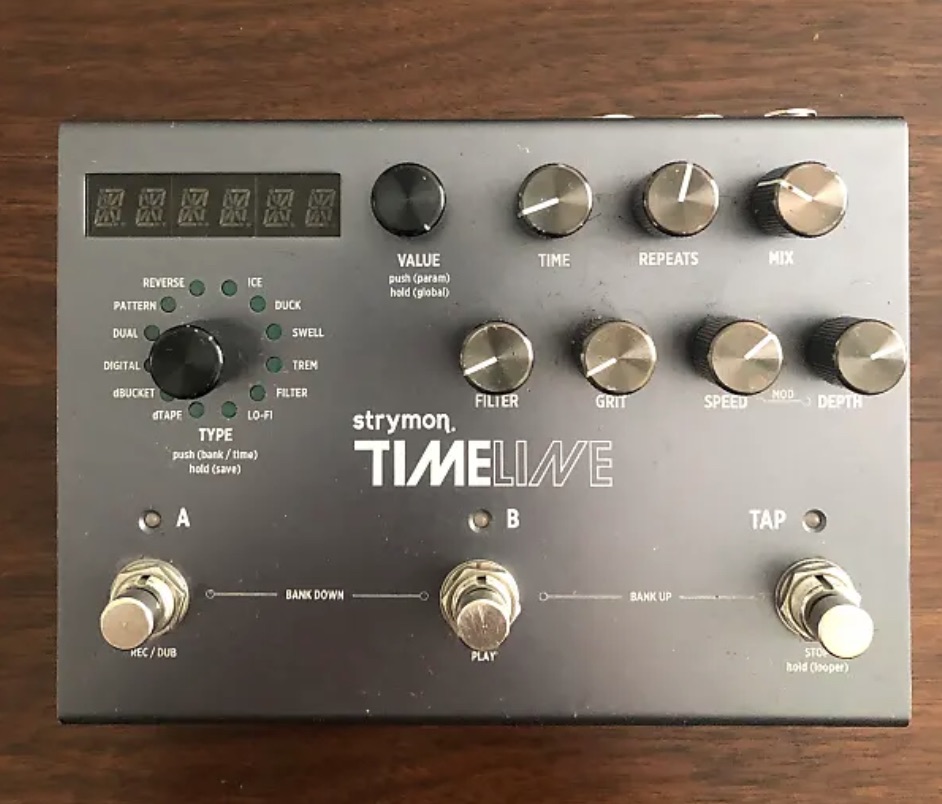 VALUE
push (param)
hold (global)
TIME
REPEATS
MIX
REVERSE
ICE
PATTERN
DUCK
DUAL
SWELL
DIGITAL
TREM
dBUCKET
FILTER
dTAPE
LO-FI
TYPE
push (bank / time)
hold (save)
FILTER
GRIT
SPEED
MOD
DEPTH
strymon.
TIMELINE
A
B
TAP
BANK DOWN
BANK UP
REC / DUB
PLAY
STOP
hold (looper)